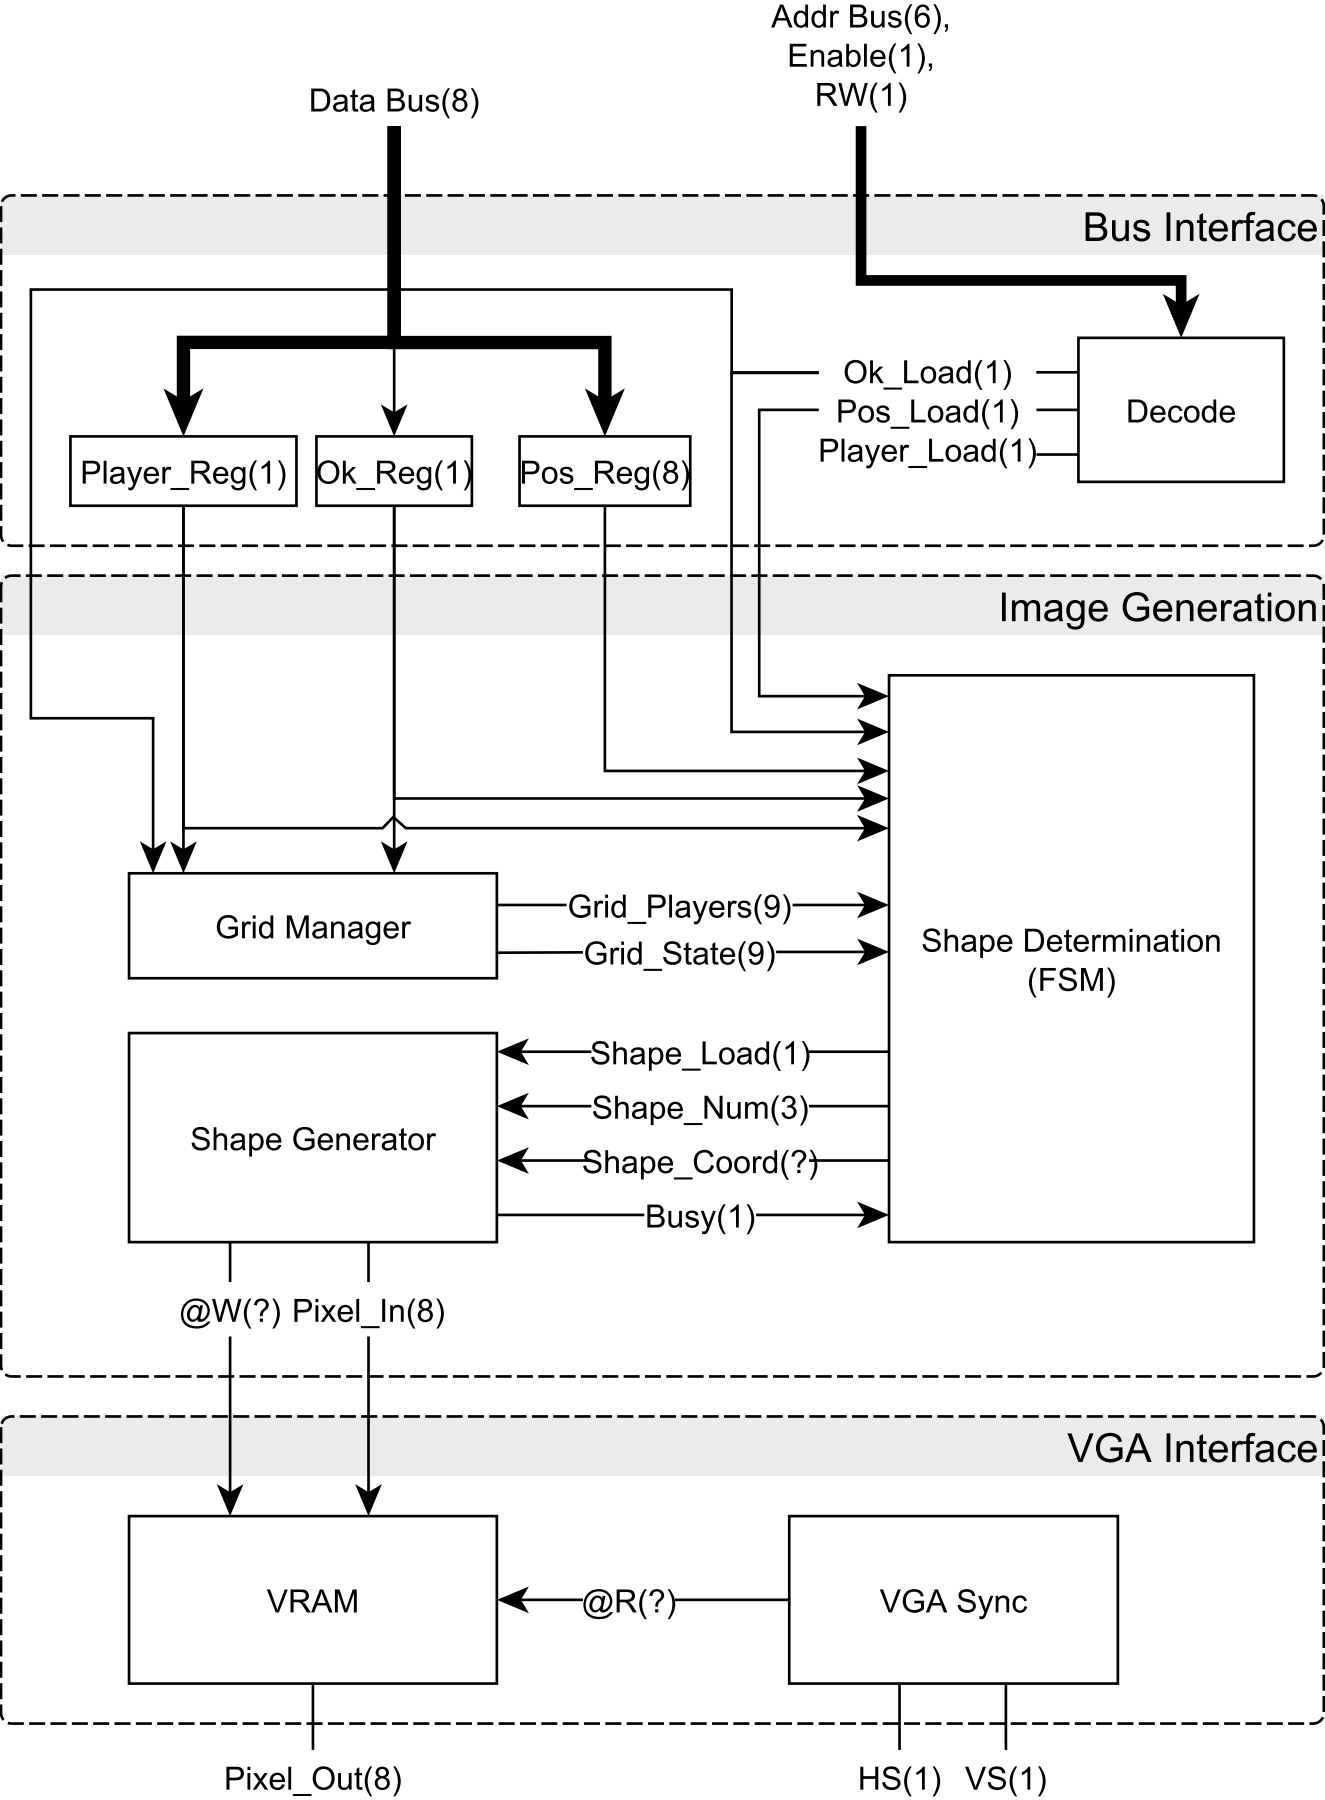 Addr Bus(6),
Enable(1),
RW(1)
Data Bus(8)
Bus Interface
Ok_Load(1)
Pos_Load(1)
Player_Load(1)
Decode
Player_Reg(1)
Ok_Reg(1)
Pos_Reg(8)
Image Generation
Grid Manager
Grid_Players(9)
Grid_State(9)
Shape Determination
(FSM)
Shape Generator
Shape_Load(1)
Shape_Num(3)
Shape_Coord(?)
Busy(1)
@W(?) Pixel_In(8)
VGA Interface
VRAM
@R(?)
VGA Sync
Pixel_Out(8)
HS(1) VS(1)